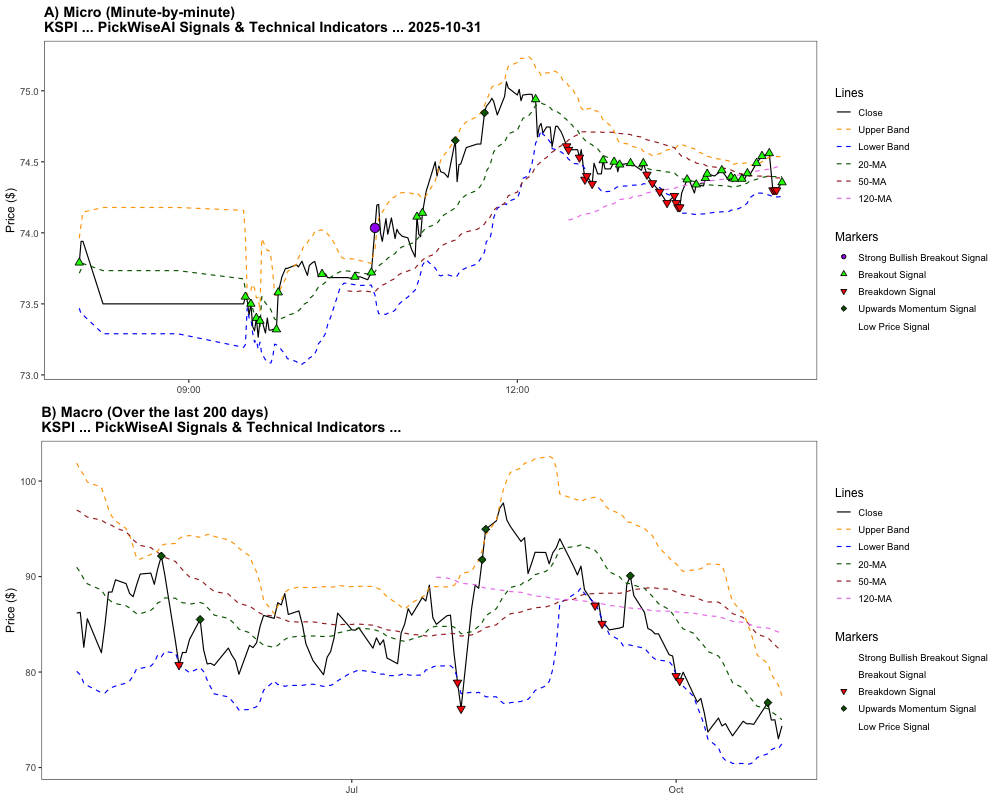 A) Micro (Minute-by-minute)
KSPI ... PickWiseAI Signals & Technical Indicators ... 2025-10-31
Price ($)
75.0
74.5
74.0
73.5
73.0
09:00
12:00
Lines
Close
Upper Band
Lower Band
20-MA
50-MA
120-MA
Markers
Strong Bullish Breakout Signal
Breakout Signal
Breakdown Signal
Upwards Momentum Signal
Low Price Signal
B) Macro (Over the last 200 days)
KSPI ... PickWiseAI Signals & Technical Indicators ...
Price ($)
100
90
80
70
Jul
Oct
Lines
Close
Upper Band
Lower Band
20-MA
50-MA
120-MA
Markers
Strong Bullish Breakout Signal
Breakout Signal
Breakdown Signal
Upwards Momentum Signal
Low Price Signal